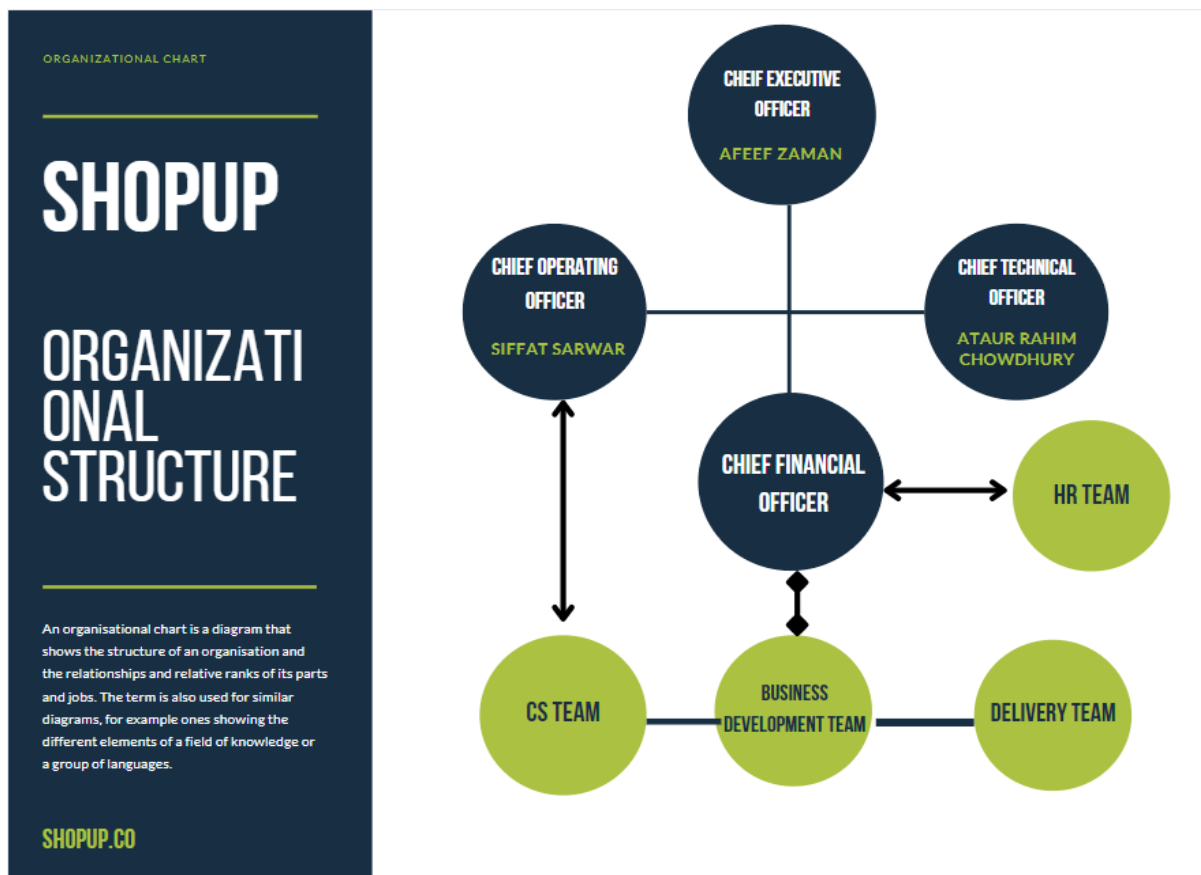 ORGANIZATIONAL CHART
SHOPUP
ORGANIZATI
ONAL
STRUCTURE
An organisational chart is a diagram that
shows the structure of an organisation and
the relationships and relative ranks of its parts
and jobs. The term is also used for similar
diagrams, for example ones showing the
different elements of a field of knowledge or
a group of languages.
SHOPUP.CO
CHEIF EXECUTIVE
OFFICER
AFEEF ZAMAN
CHIEF OPERATING
OFFICER
SIFFAT SARWAR
CHIEF TECHNICAL
OFFICER
ATAUR RAHIM
CHOWDHURY
CHIEF FINANCIAL
OFFICER
HR TEAM
CS TEAM
BUSINESS
DEVELOPMENT TEAM
DELIVERY TEAM